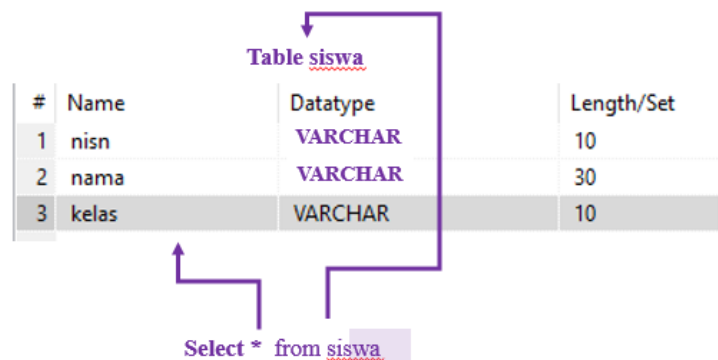 Table siswa
# Name Datatype Length/Set
1 nisn VARCHAR 10
2 nama VARCHAR 30
3 kelas VARCHAR 10
Select * from siswa